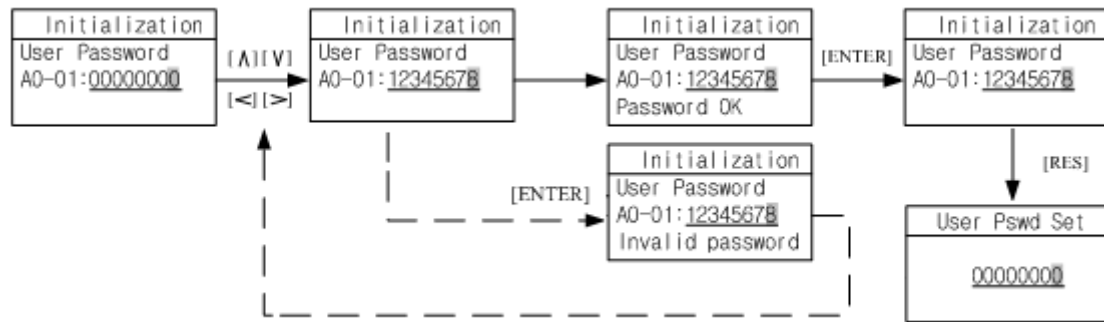 Initialization
User Password
A0-01:00000000
[∧][∨]
[<][>]
Initialization
User Password
A0-01:12345678
Initialization
User Password
A0-01:12345678
Password OK
[ENTER]
Initialization
User Password
A0-01:12345678
[ENTER]
Initialization
User Password
A0-01:12345678
Invalid password
[RES]
User Pswd Set
00000000